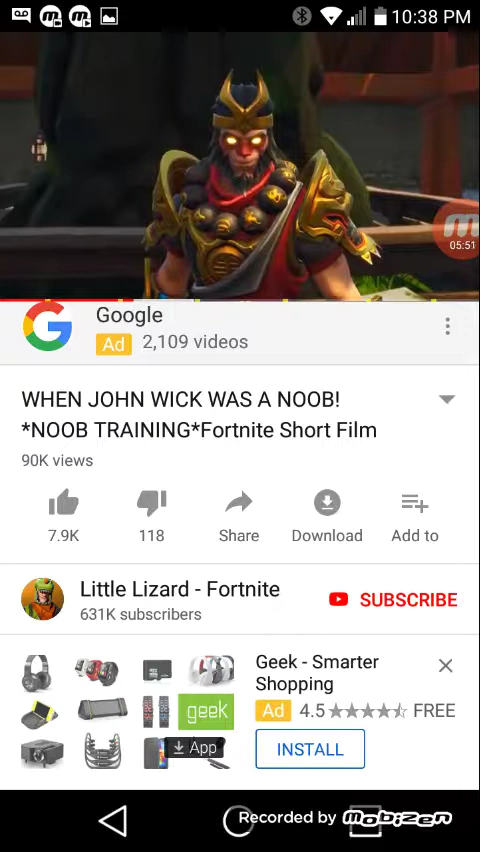 10:38 PM
05:51
Google
Ad 2,109 videos
WHEN JOHN WICK WAS A NOOB!
*NOOB TRAINING*Fortnite Short Film
90K views
7.9K 118 Share Download Add to
Little Lizard - Fortnite
631K subscribers
SUBSCRIBE
Geek - Smarter
Shopping
Ad 4.5 FREE
geek
App
INSTALL
Recorded by Mobizen